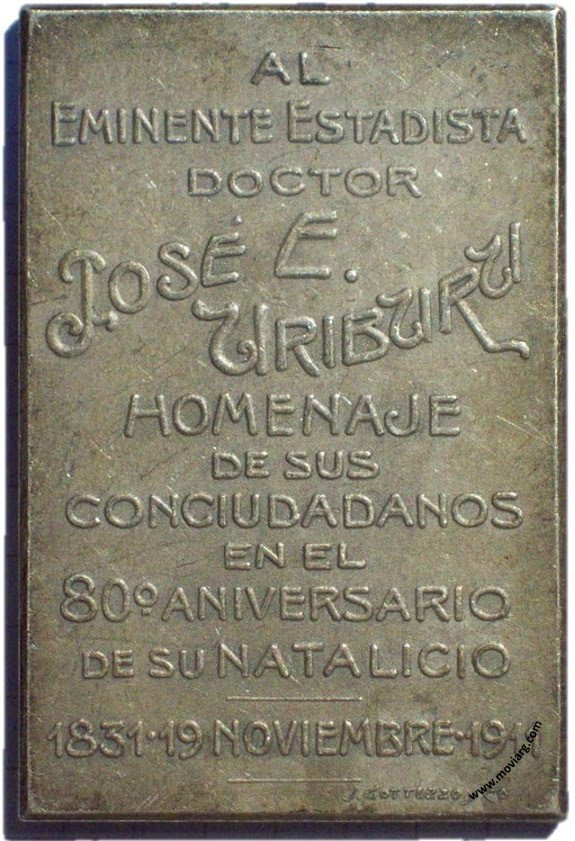 AL
EMINENTE ESTADISTA
DOCTOR
JOSÉ E.
URIBURU
HOMENAJE
DE SUS
CONCIUDADANOS
EN EL
80º ANIVERSARIO
DE SU NATALICIO
1831·19 NOVIEMBRE·1911
www.moviarg.com